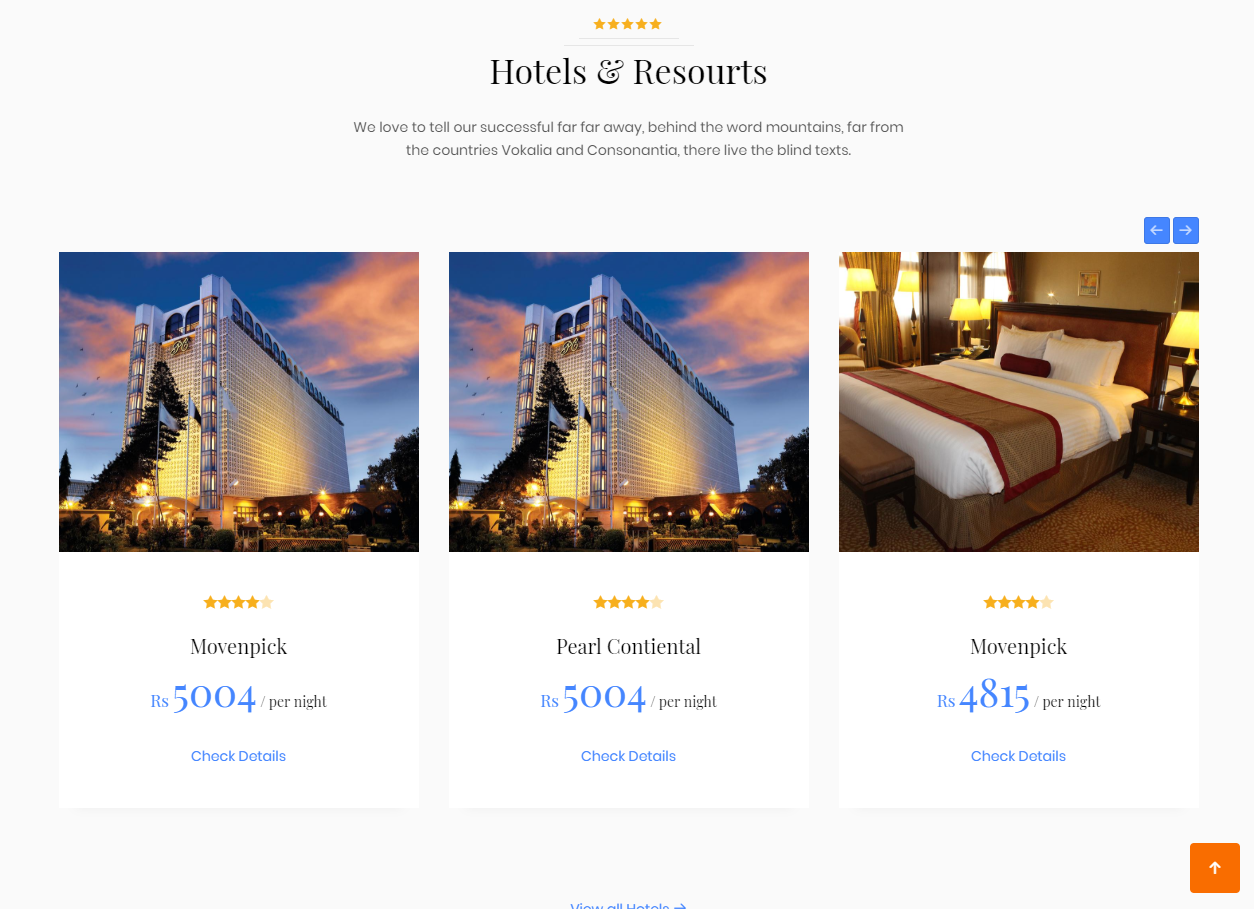 Hotels & Resourts
We love to tell our successful far far away, behind the word mountains, far from
the countries Vokalia and Consonantia, there live the blind texts.
PC
PC
Movenpick
Rs 5004 / per night
Check Details
Pearl Contiental
Rs 5004 / per night
Check Details
Movenpick
Rs 4815 / per night
Check Details
View all Hotels →